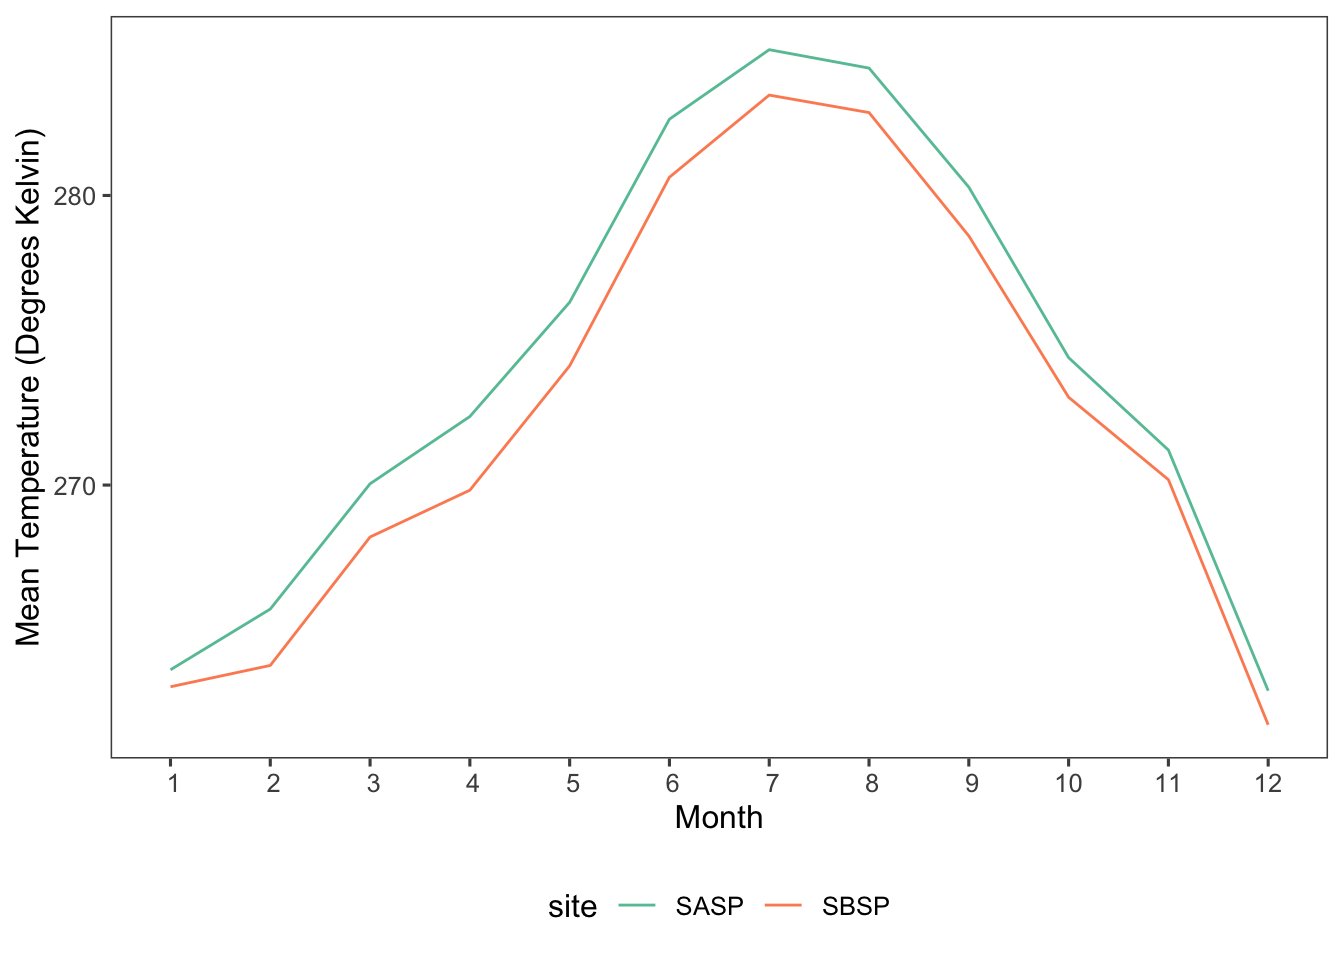 Mean Temperature (Degrees Kelvin)
280
270
1 2 3 4 5 6 7 8 9 10 11 12
Month
site SASP SBSP